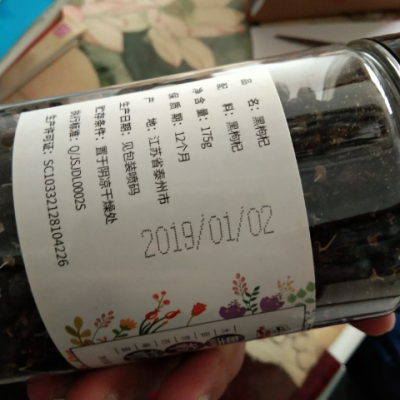 品 名：黑枸杞
配 料：黑枸杞
净含量：175g
保质期：12个月
产 地：江苏省泰州市
生产日期：见包装喷码
贮存条件：置于阴凉干燥处
执行标准：Q/JSJDL0002S
生产许可证：SC10332128104226
2019/01/02